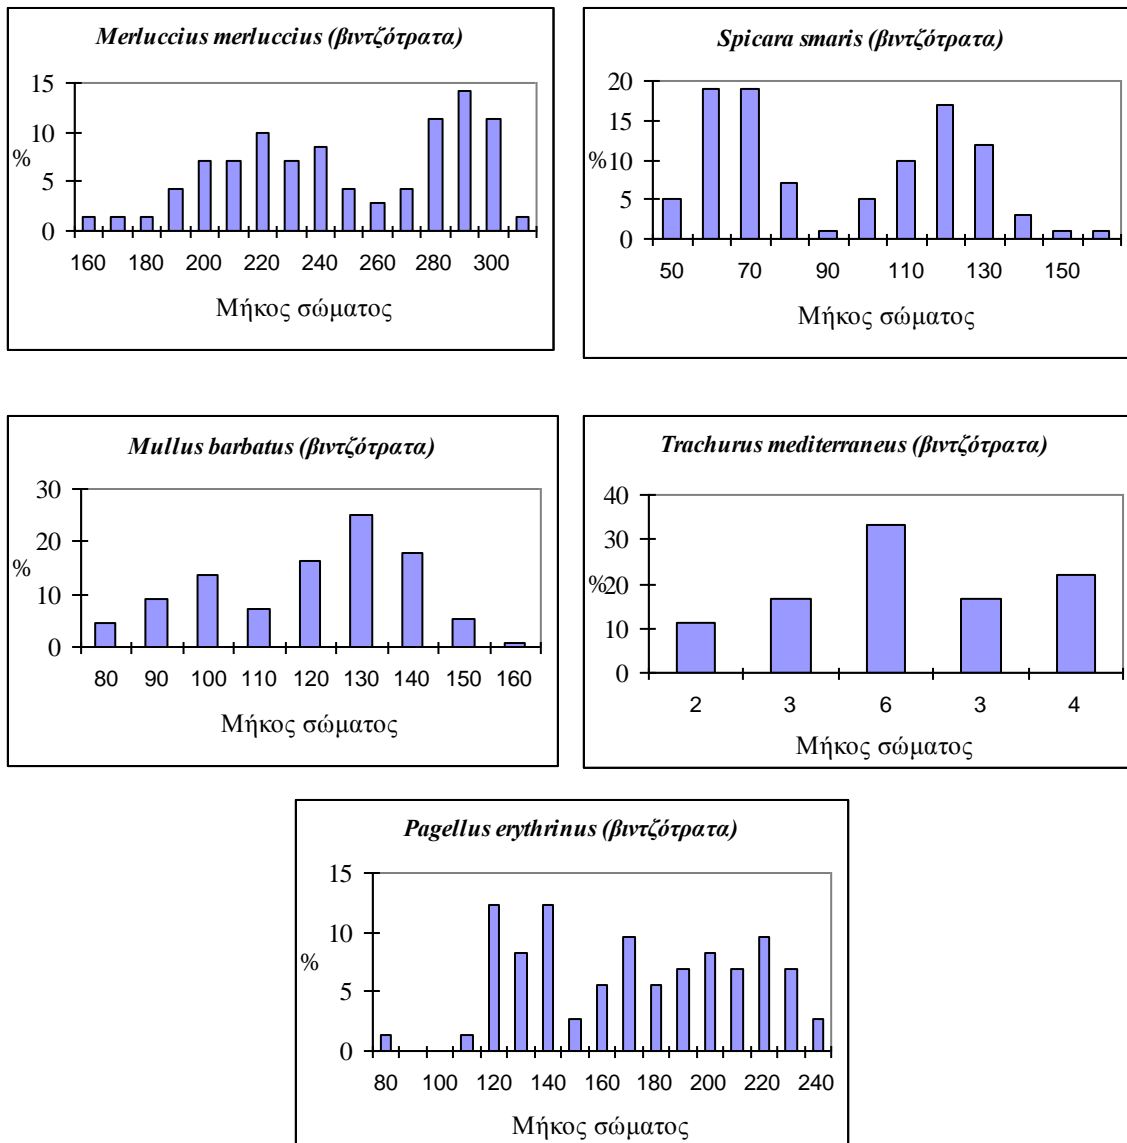 Merluccius merluccius (βιντζότρατα)
15
10
%
5
0
160 180 200 220 240 260 280 300
Μήκος σώματος
Spicara smaris (βιντζότρατα)
20
15
%
10
5
0
50 70 90 110 130 150
Μήκος σώματος
Mullus barbatus (βιντζότρατα)
30
20
%
10
0
80 90 100 110 120 130 140 150 160
Μήκος σώματος
Trachurus mediterraneus (βιντζότρατα)
40
30
%
20
10
0
2 3 6 3 4
Μήκος σώματος
Pagellus erythrinus (βιντζότρατα)
15
10
%
5
0
80 100 120 140 160 180 200 220 240
Μήκος σώματος